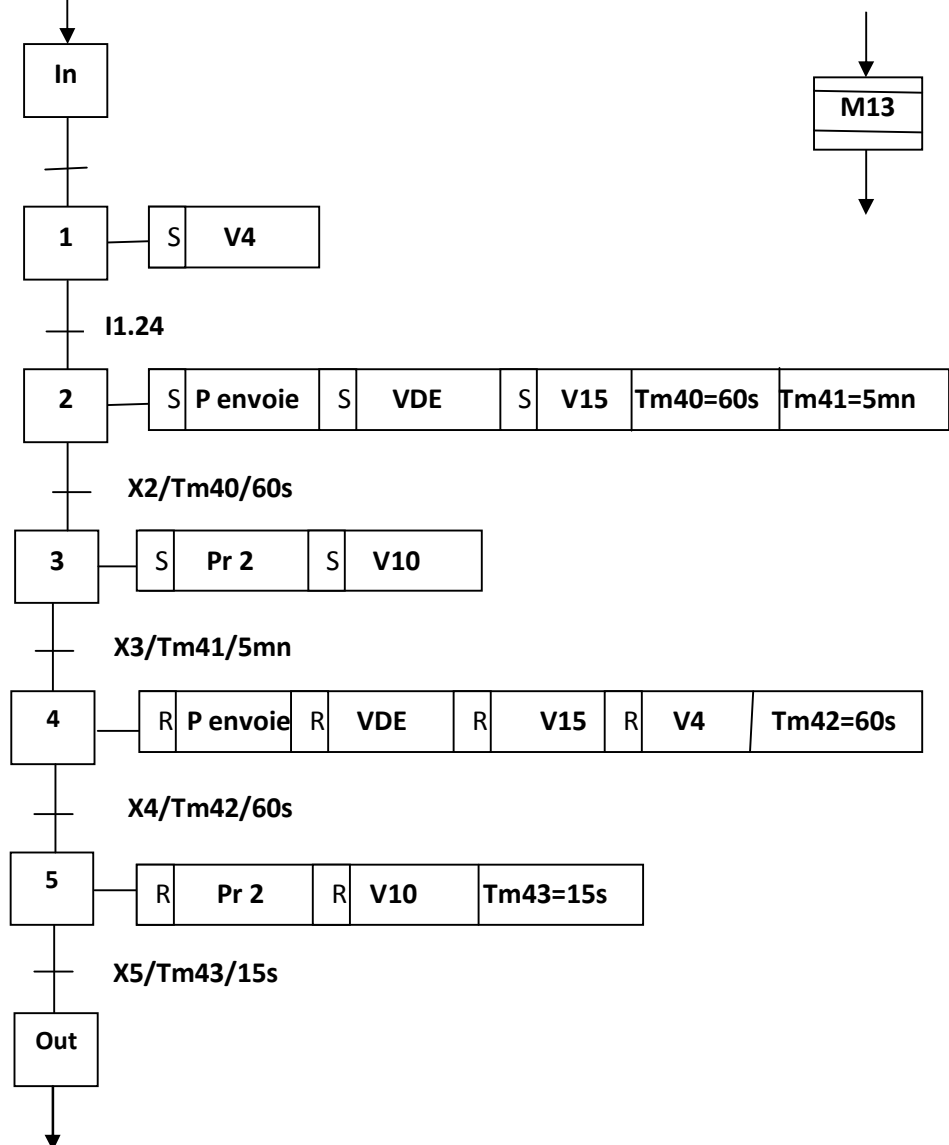 In
M13
1 S V4
I1.24
2 S P envoie S VDE S V15 Tm40=60s Tm41=5mn
X2/Tm40/60s
3 S Pr 2 S V10
X3/Tm41/5mn
4 R P envoie R VDE R V15 R V4 Tm42=60s
X4/Tm42/60s
5 R Pr 2 R V10 Tm43=15s
X5/Tm43/15s
Out